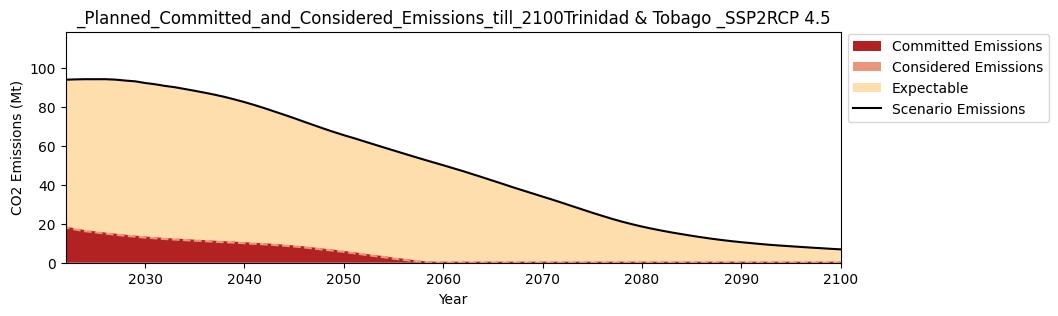 _Planned_Committed_and_Considered_Emissions_till_2100Trinidad & Tobago _SSP2RCP 4.5
CO2 Emissions (Mt)
100
80
60
40
20
0
2030 2040 2050 2060 2070 2080 2090 2100
Year
Committed Emissions
Considered Emissions
Expectable
Scenario Emissions